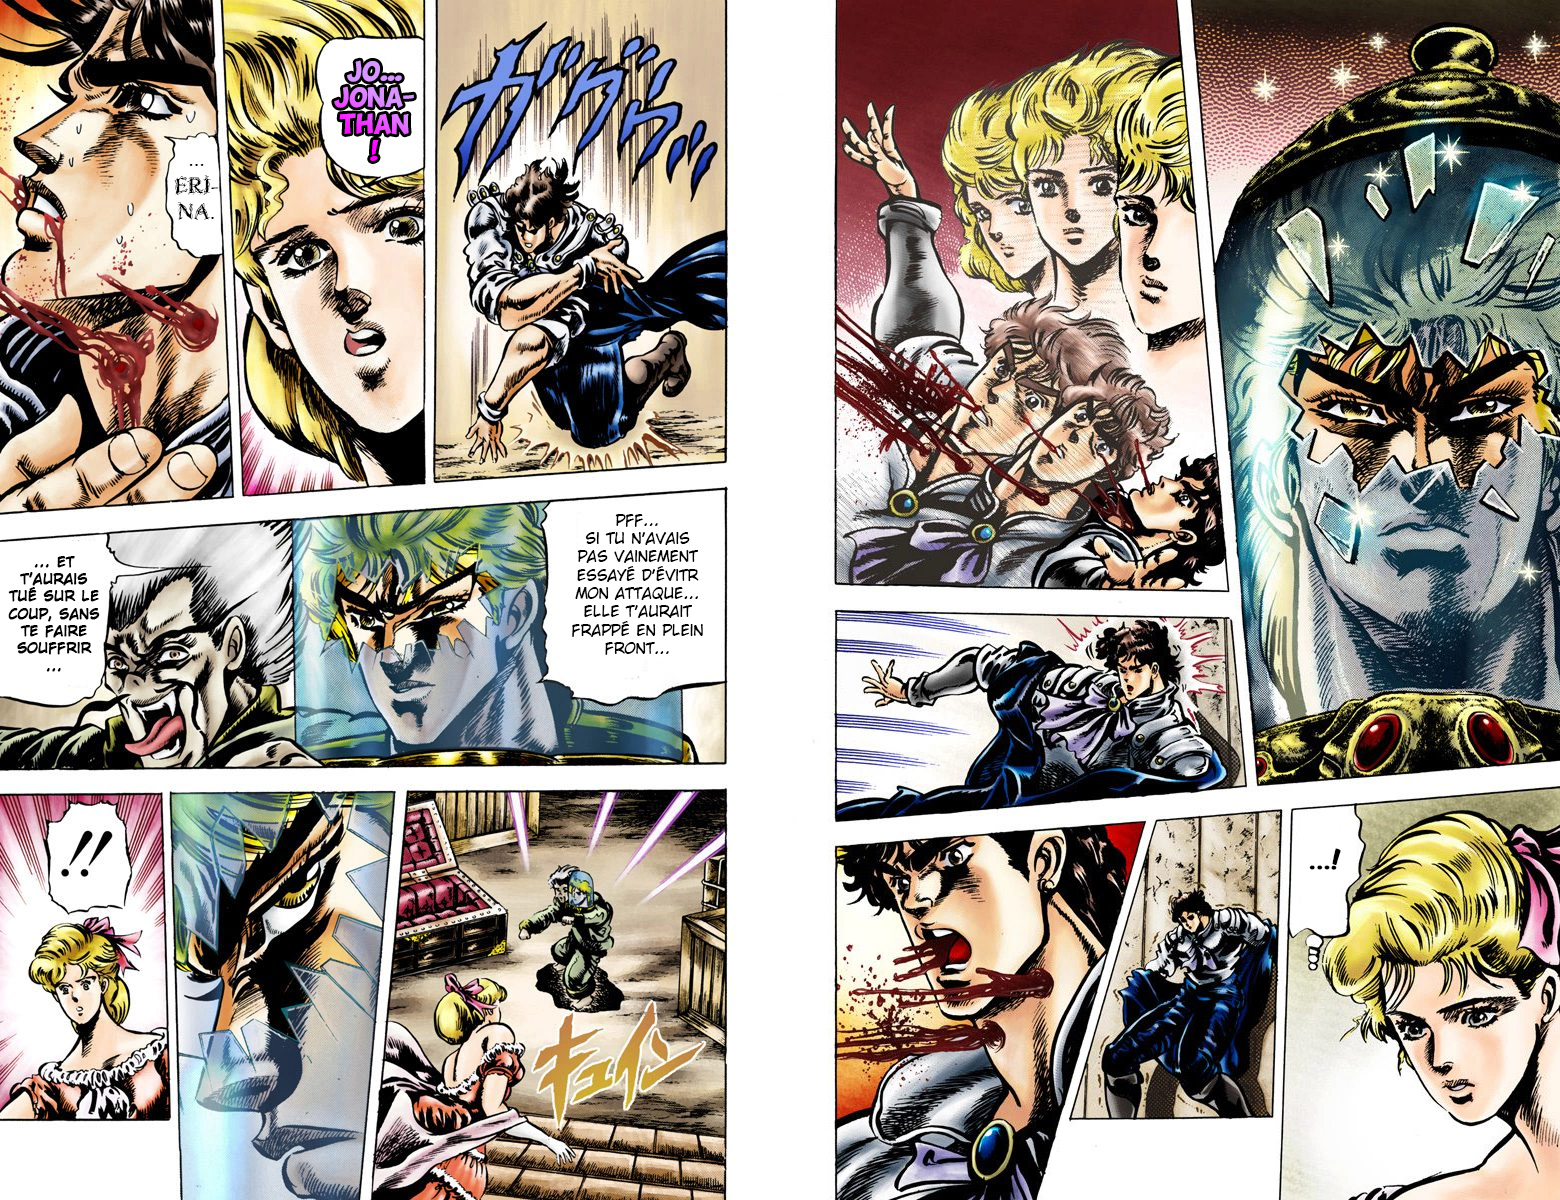 ...!
...
ガグウッ
JO...
JONA-
THAN
!
...
ERI-
NA.
PFF...
SI TU N'AVAIS
PAS VAINEMENT
ESSAYÉ D'ÉVITR
MON ATTAQUE...
ELLE T'AURAIT
FRAPPÉ EN PLEIN
FRONT...
... ET
T'AURAIS
TUÉ SUR LE
COUP, SANS
TE FAIRE
SOUFFRIR
...
キュイン
!!